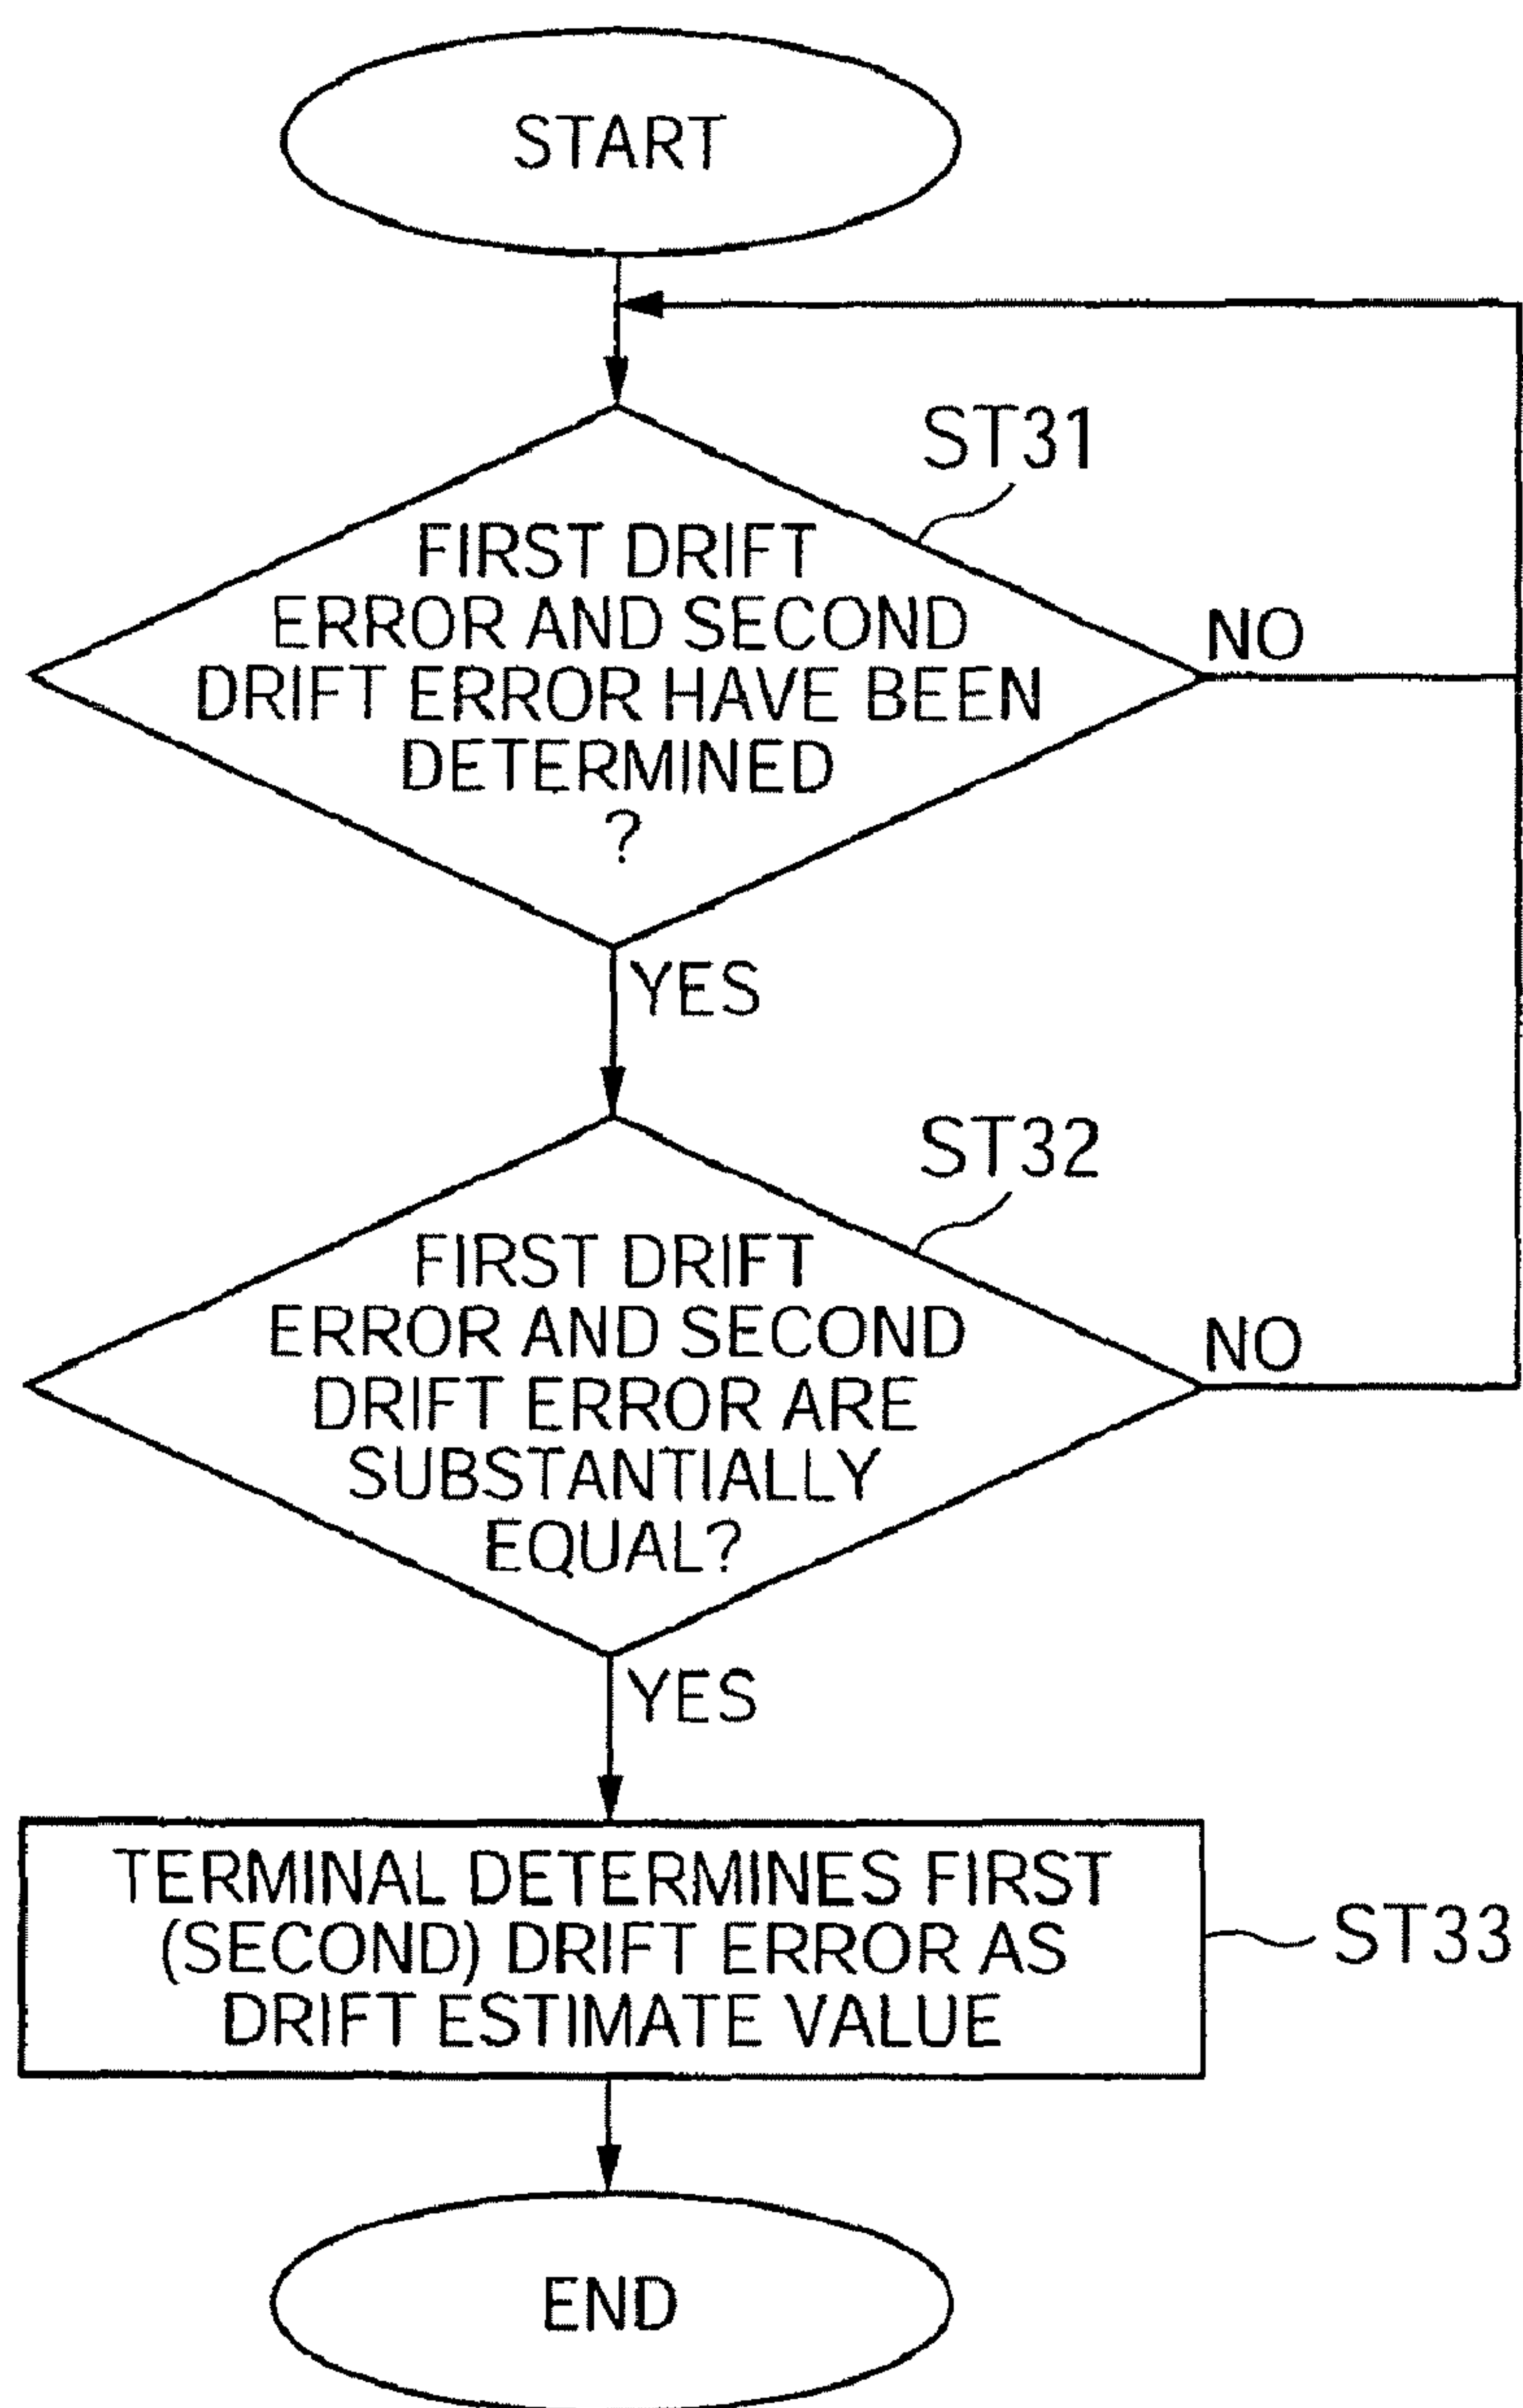 START
ST31
FIRST DRIFT
ERROR AND SECOND
DRIFT ERROR HAVE BEEN
DETERMINED
?
NO
YES
ST32
FIRST DRIFT
ERROR AND SECOND
DRIFT ERROR ARE
SUBSTANTIALLY
EQUAL?
NO
YES
TERMINAL DETERMINES FIRST
(SECOND) DRIFT ERROR AS
DRIFT ESTIMATE VALUE
ST33
END